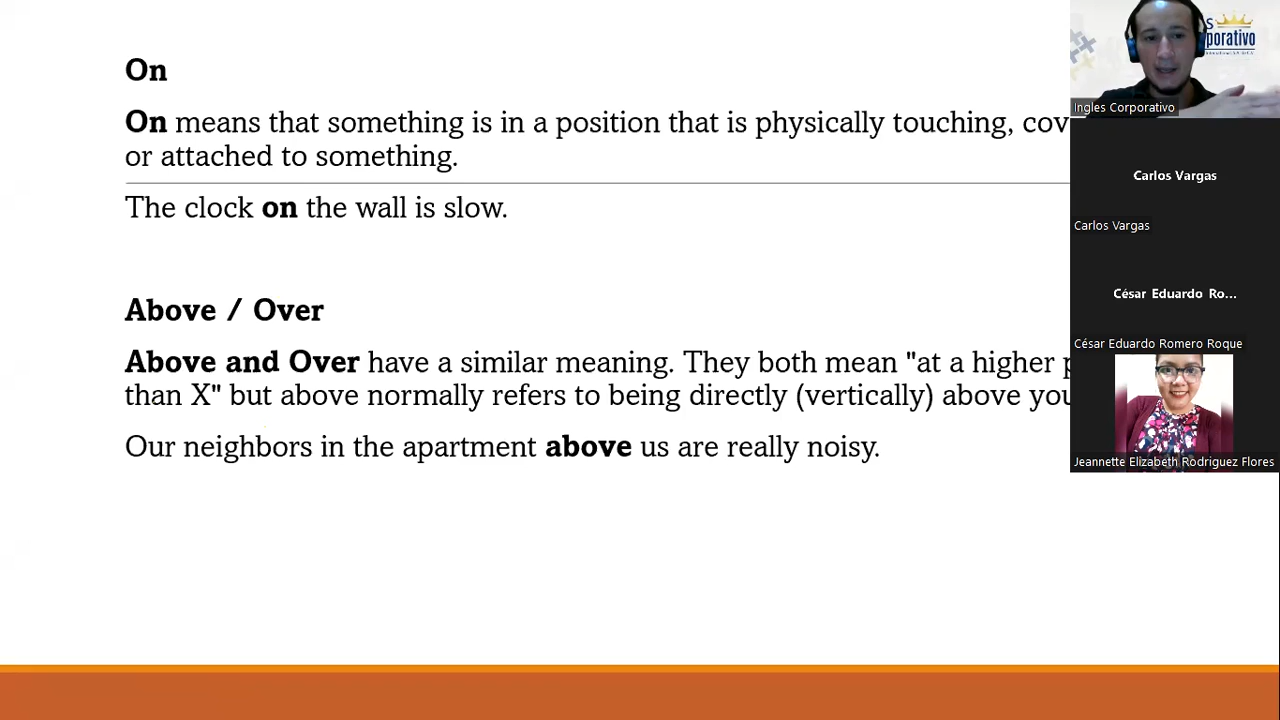 On
On means that something is in a position that is physically touching,
or attached to something.
The clock on the wall is slow.
Above / Over
Above and Over have a similar meaning. They both mean "at a higher
than X" but above normally refers to being directly (vertically) above
Our neighbors in the apartment above us are really noisy.
S
porativo
Ingles Corporativo
Carlos Vargas
Carlos Vargas
César Eduardo Ro...
César Eduardo Romero Roque
Jeannette Elizabeth Rodriguez Flores